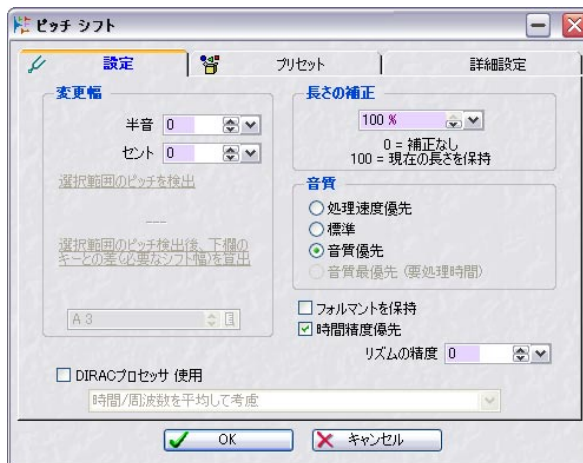 ピッチ シフト
設定
プリセット
詳細設定
変更幅
半音 0
セント 0
選択範囲のピッチを検出
---
選択範囲のピッチ検出後、下欄の
キーとの差(必要なシフト幅)を算出
A 3
長さの補正
100 %
0 = 補正なし
100 = 現在の長さを保持
音質
処理速度優先
標準
音質優先
音質最優先 (要処理時間)
フォルマントを保持
時間精度優先
リズムの精度 0
DIRACプロセッサ 使用
時間/周波数を平均して考慮
OK
キャンセル